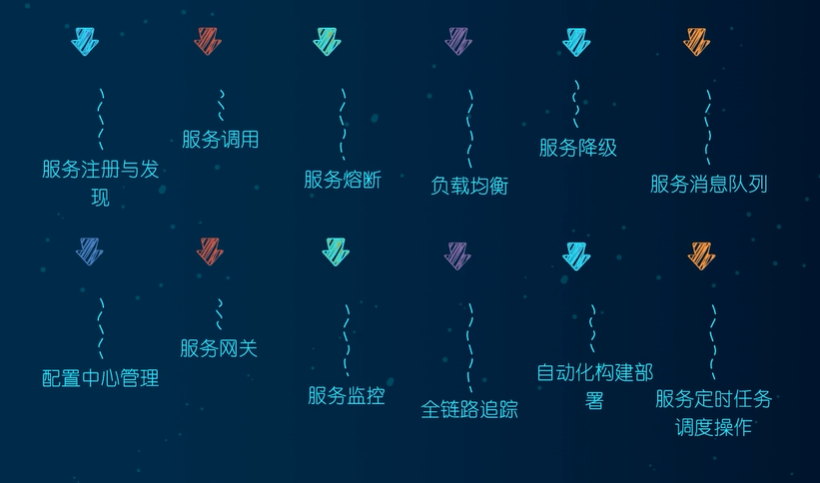 服务注册与发
现
服务调用
服务熔断
负载均衡
服务降级
服务消息队列
配置中心管理
服务网关
服务监控
全链路追踪
自动化构建部
署
服务定时任务
调度操作